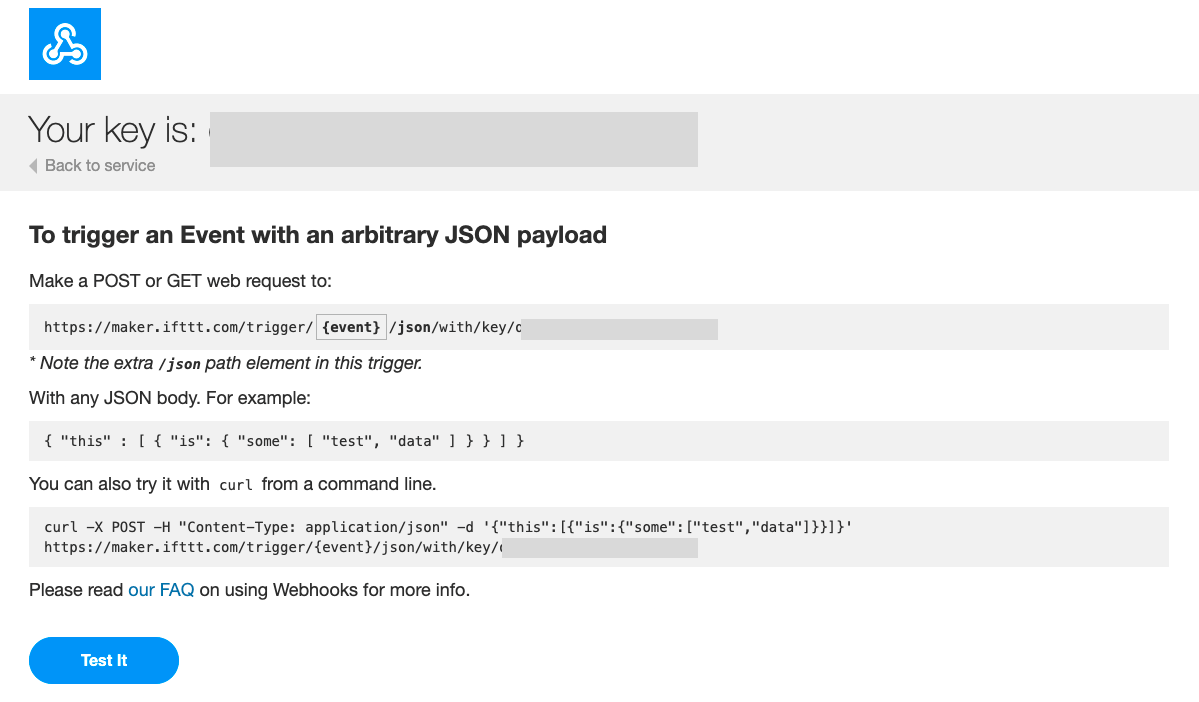 Your key is:
Back to service
To trigger an Event with an arbitrary JSON payload
Make a POST or GET web request to:
https://maker.ifttt.com/trigger/ {event} /json/with/key/
* Note the extra /json path element in this trigger.
With any JSON body. For example:
{ "this" : [ { "is": { "some": [ "test", "data" ] } } ] }
You can also try it with curl from a command line.
curl -X POST -H "Content-Type: application/json" -d '{"this":[{"is":{"some":["test","data"]}}]}'
https://maker.ifttt.com/trigger/{event}/json/with/key/
Please read our FAQ on using Webhooks for more info.
Test It